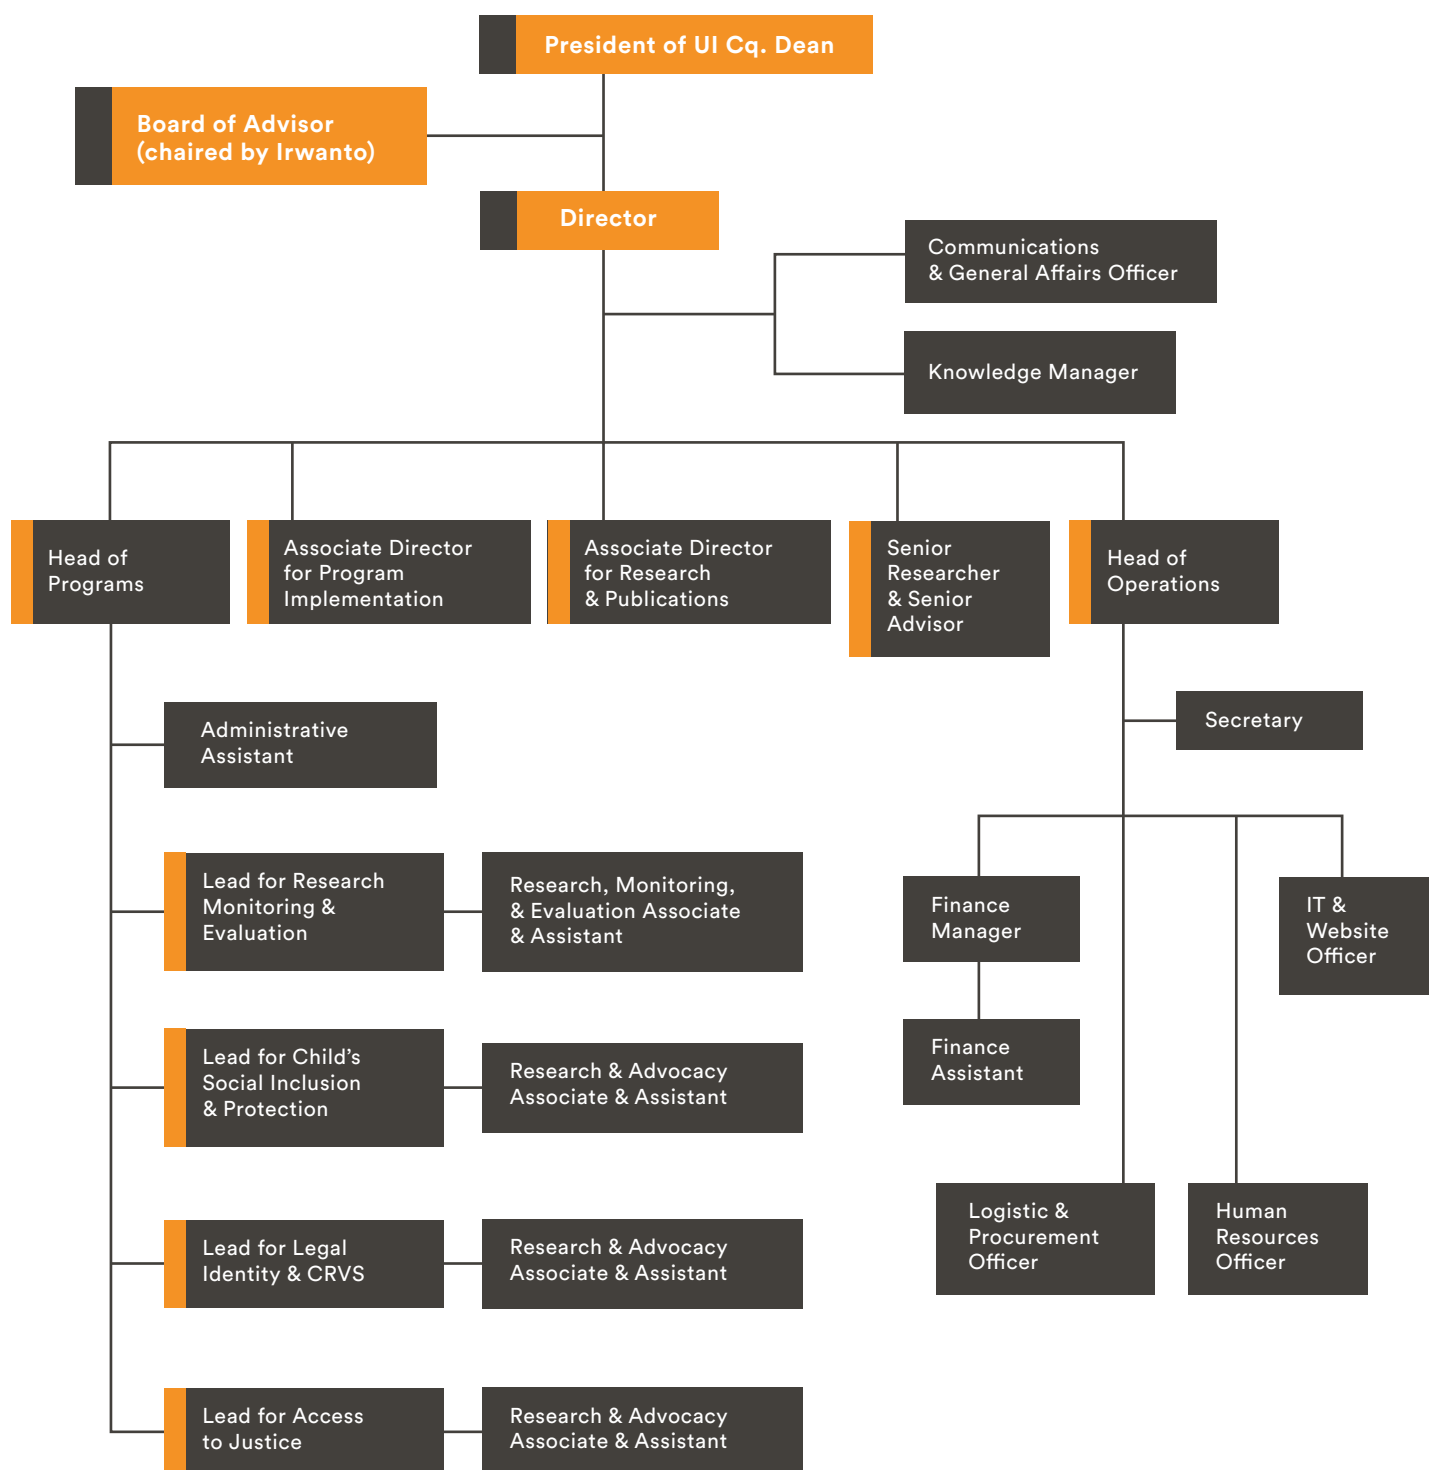 President of UI Cq. Dean
Board of Advisor
(chaired by Irwanto)
Director
Communications
& General Affairs Officer
Knowledge Manager
Head of
Programs
Associate Director
for Program
Implementation
Associate Director
for Research
& Publications
Senior
Researcher
& Senior
Advisor
Head of
Operations
Administrative
Assistant
Secretary
Lead for Research
Monitoring &
Evaluation
Research, Monitoring,
& Evaluation Associate
& Assistant
Finance
Manager
IT &
Website
Officer
Finance
Assistant
Lead for Child's
Social Inclusion
& Protection
Research & Advocacy
Associate & Assistant
Logistic &
Procurement
Officer
Human
Resources
Officer
Lead for Legal
Identity & CRVS
Research & Advocacy
Associate & Assistant
Lead for Access
to Justice
Research & Advocacy
Associate & Assistant